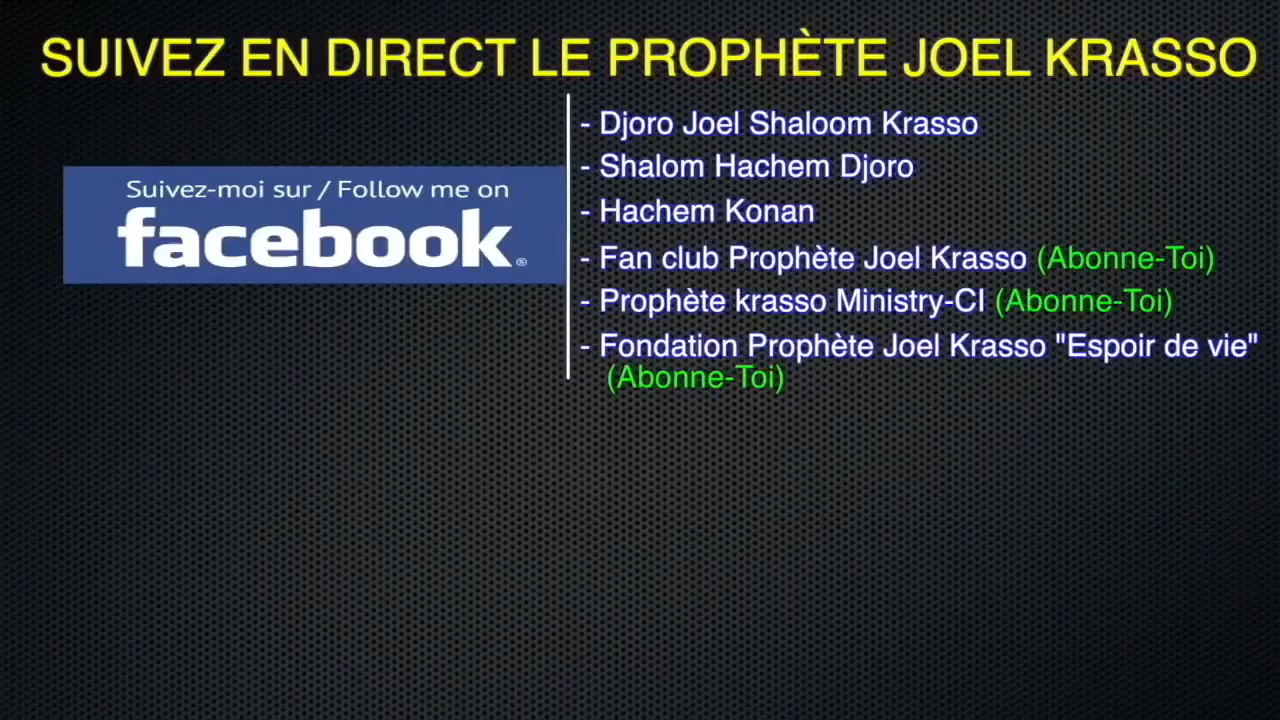 SUIVEZ EN DIRECT LE PROPHÈTE JOEL KRASSO
Suivez-moi sur / Follow me on
facebook®
- Djoro Joel Shaloom Krasso
- Shalom Hachem Djoro
- Hachem Konan
- Fan club Prophète Joel Krasso (Abonne-Toi)
- Prophète krasso Ministry-CI (Abonne-Toi)
- Fondation Prophète Joel Krasso "Espoir de vie"
(Abonne-Toi)